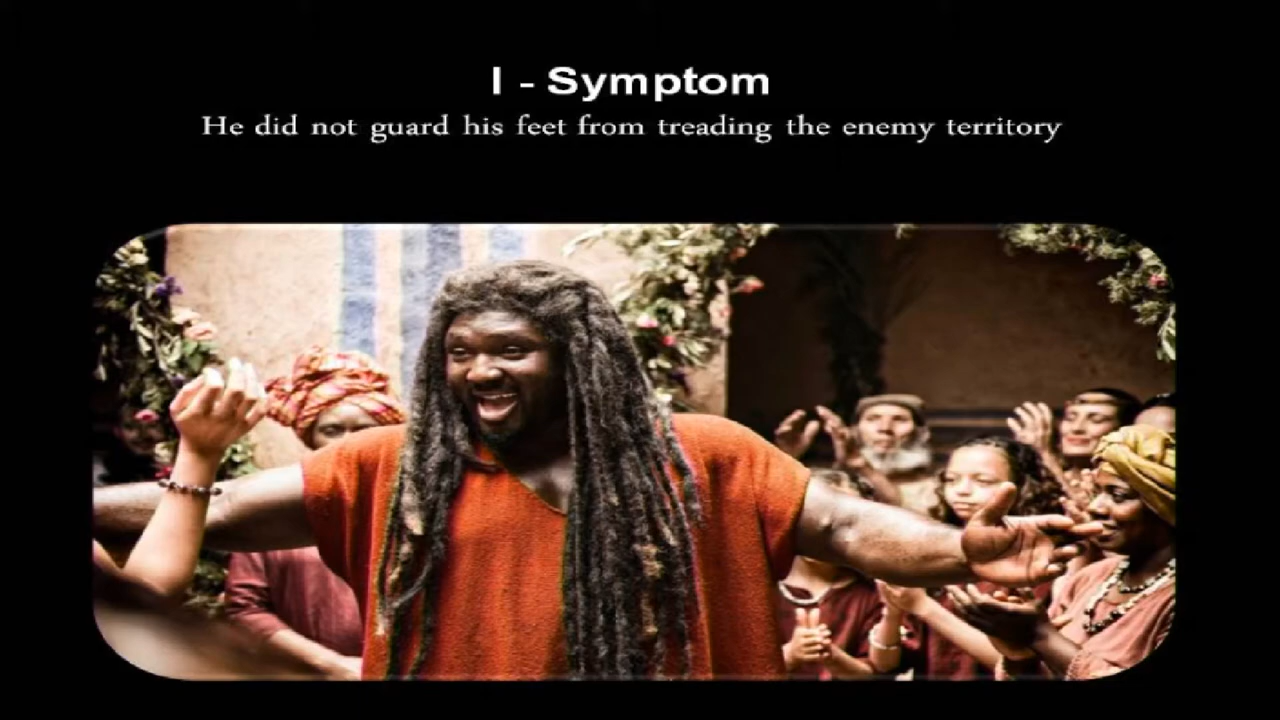 I - Symptom
He did not guard his feet from treading the enemy territory